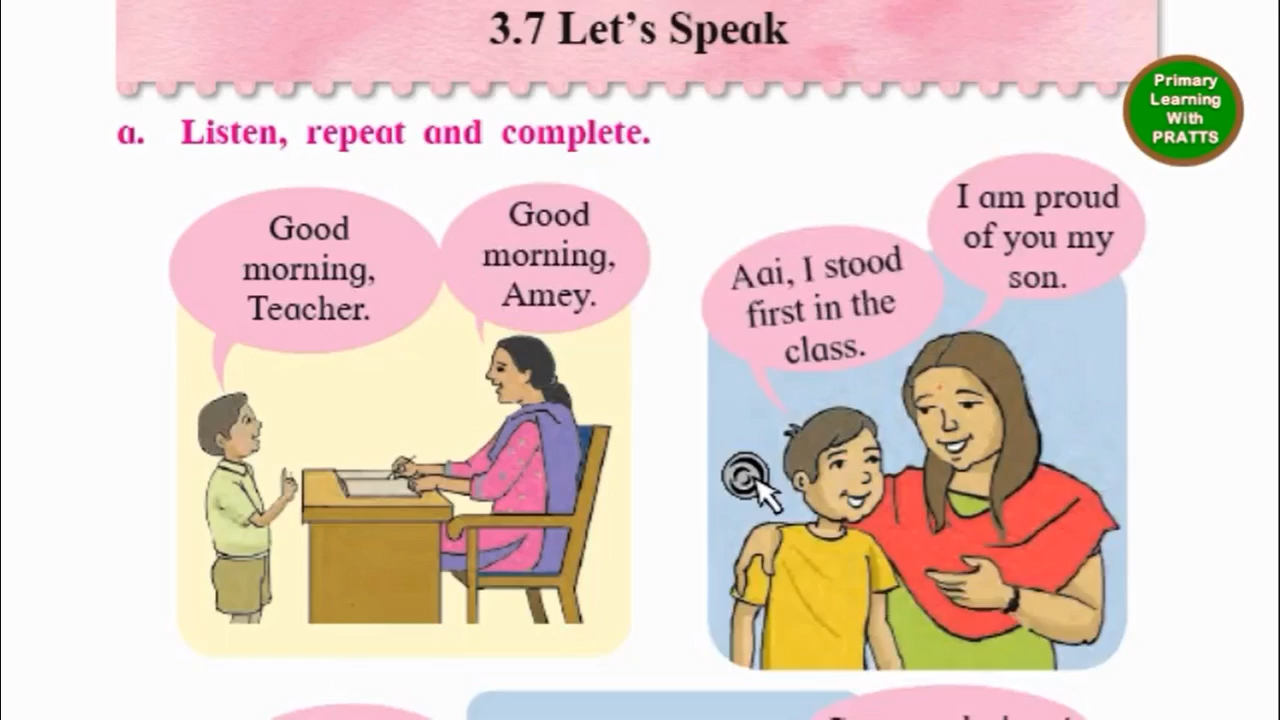 3.7 Let's Speak
Primary
Learning
With
PRATTS
a. Listen, repeat and complete.
Good
morning,
Teacher.
Good
morning,
Amey.
Aai, I stood
first in the
class.
I am proud
of you my
son.